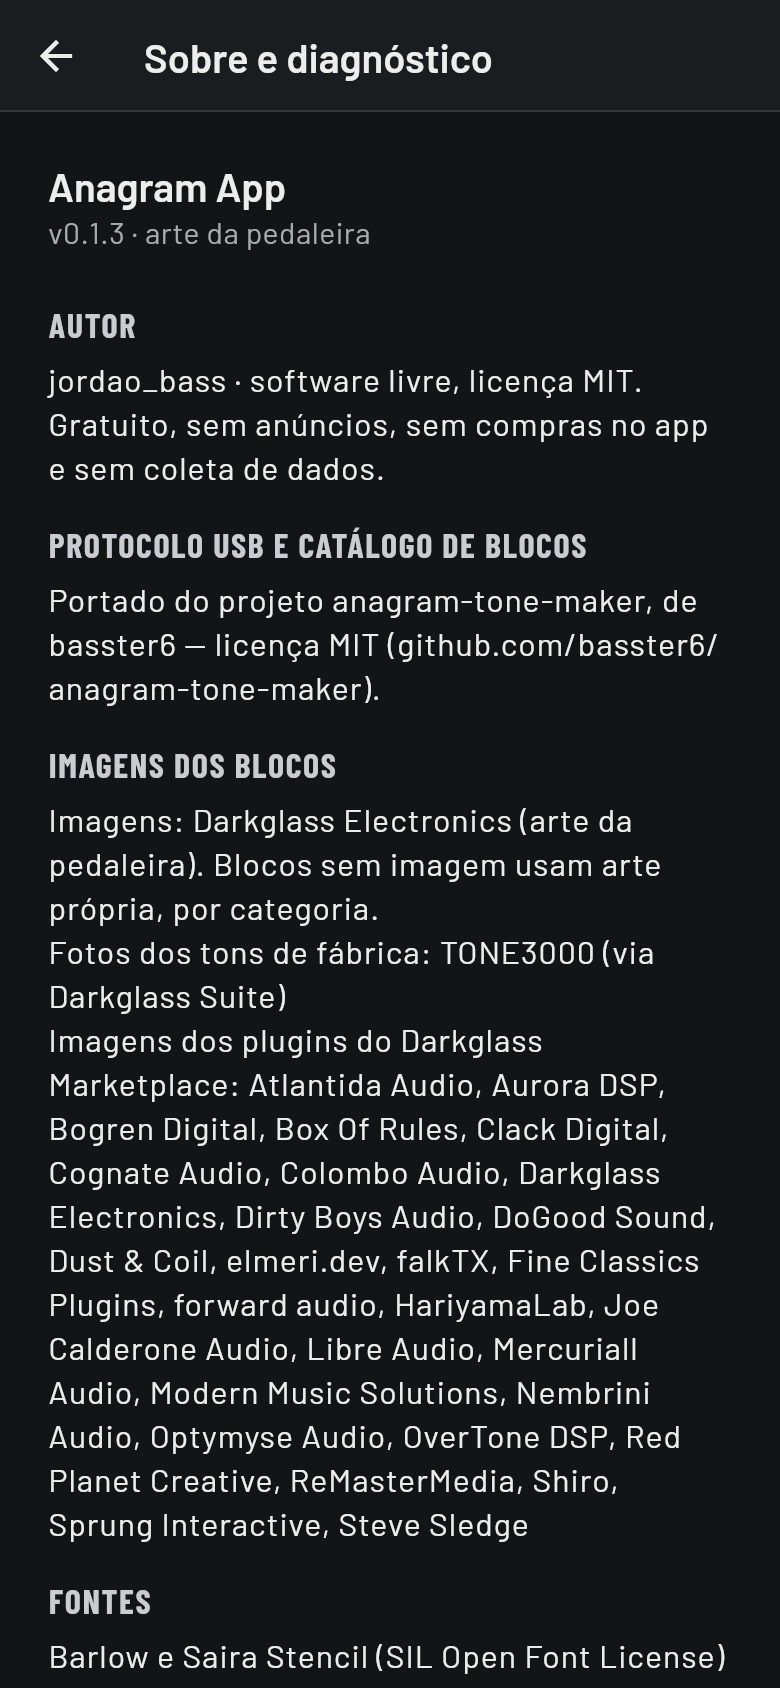 Sobre e diagnóstico
Anagram App
v0.1.3 · arte da pedaleira
AUTOR
jordao_bass · software livre, licença MIT.
Gratuito, sem anúncios, sem compras no app
e sem coleta de dados.
PROTOCOLO USB E CATÁLOGO DE BLOCOS
Portado do projeto anagram-tone-maker, de
basster6 — licença MIT (github.com/basster6/
anagram-tone-maker).
IMAGENS DOS BLOCOS
Imagens: Darkglass Electronics (arte da
pedaleira). Blocos sem imagem usam arte
própria, por categoria.
Fotos dos tons de fábrica: TONE3000 (via
Darkglass Suite)
Imagens dos plugins do Darkglass
Marketplace: Atlantida Audio, Aurora DSP,
Bogren Digital, Box Of Rules, Clack Digital,
Cognate Audio, Colombo Audio, Darkglass
Electronics, Dirty Boys Audio, DoGood Sound,
Dust & Coil, elmeri.dev, falkTX, Fine Classics
Plugins, forward audio, HariyamaLab, Joe
Calderone Audio, Libre Audio, Mercuriall
Audio, Modern Music Solutions, Nembrini
Audio, Optymyse Audio, OverTone DSP, Red
Planet Creative, ReMasterMedia, Shiro,
Sprung Interactive, Steve Sledge
FONTES
Barlow e Saira Stencil (SIL Open Font License)